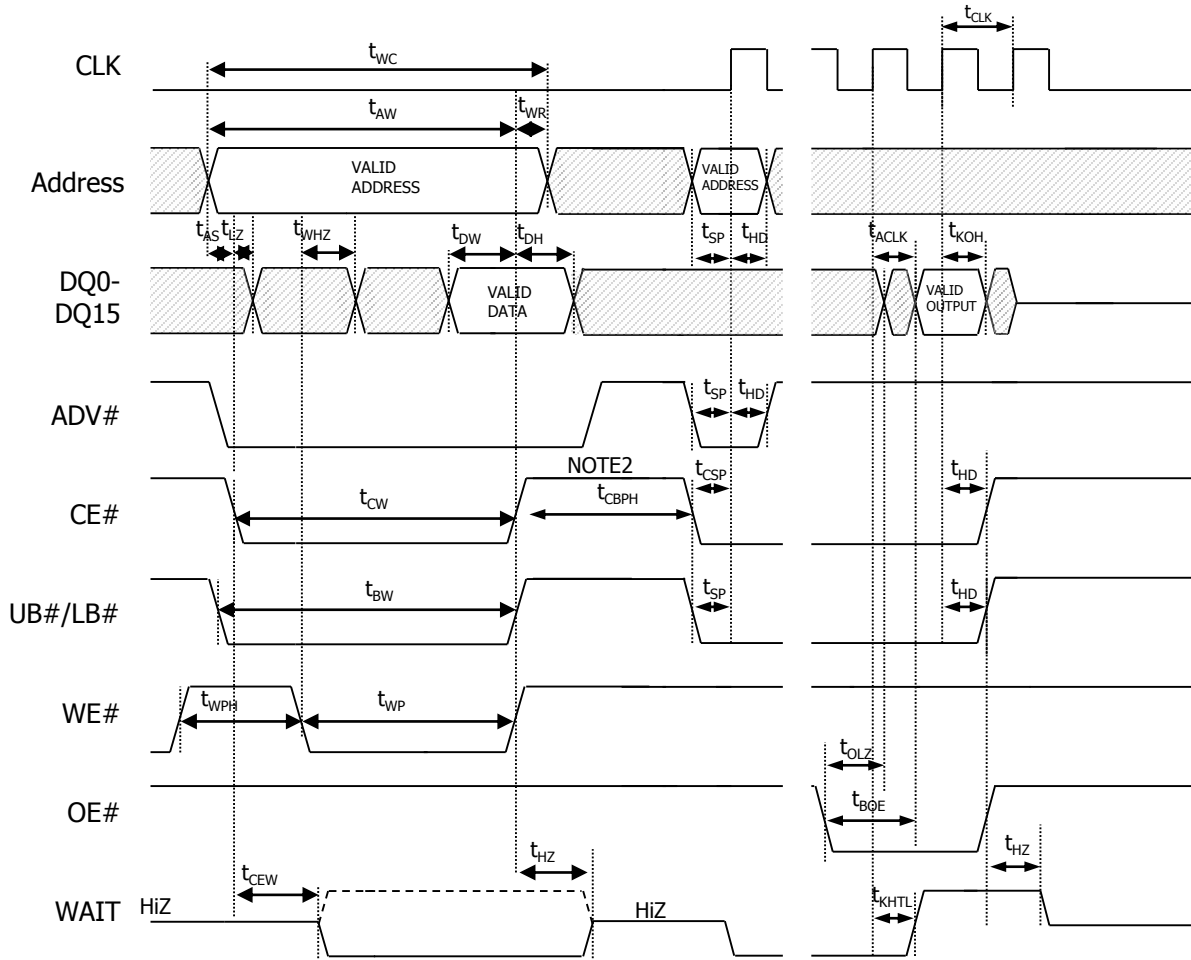 tCLK
CLK
tWC
tAW
tWR
Address
VALID
ADDRESS
VALID
ADDRESS
tAS
tLZ
tWHZ
tDW
tDH
tSP
tHD
tACLK
tKOH
DQ0-
DQ15
VALID
DATA
VALID
OUTPUT
ADV#
tSP
tHD
NOTE2
CE#
tCW
tCBPH
tCSP
tHD
UB#/LB#
tBW
tSP
tHD
WE#
tWPH
tWP
tOLZ
OE#
tBOE
tCEW
tHZ
tHZ
WAIT
HiZ
HiZ
tKHTL